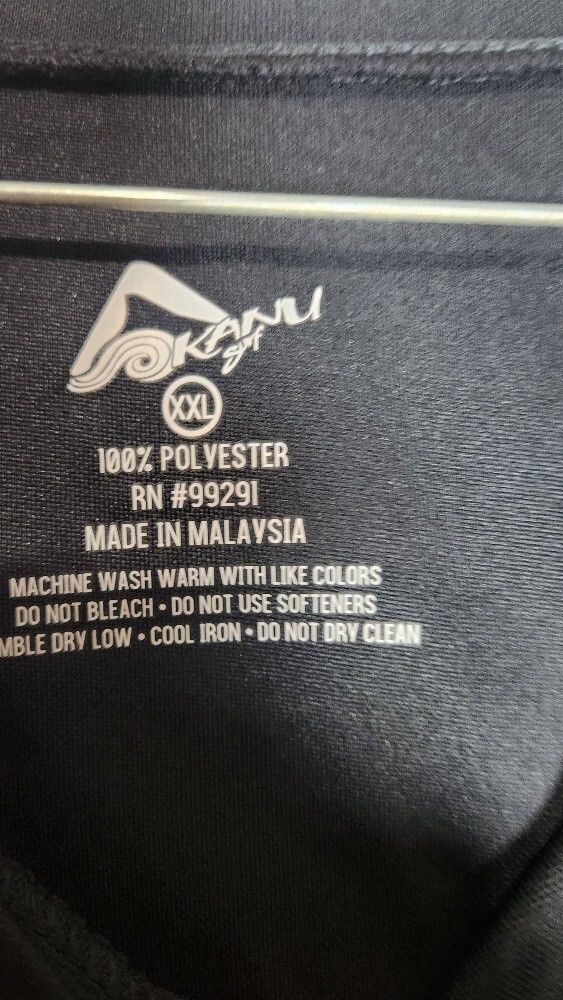 KANU
Surf
XXL
100% POLYESTER
RN #99291
MADE IN MALAYSIA
MACHINE WASH WARM WITH LIKE COLORS
DO NOT BLEACH • DO NOT USE SOFTENERS
MBLE DRY LOW • COOL IRON • DO NOT DRY CLEAN